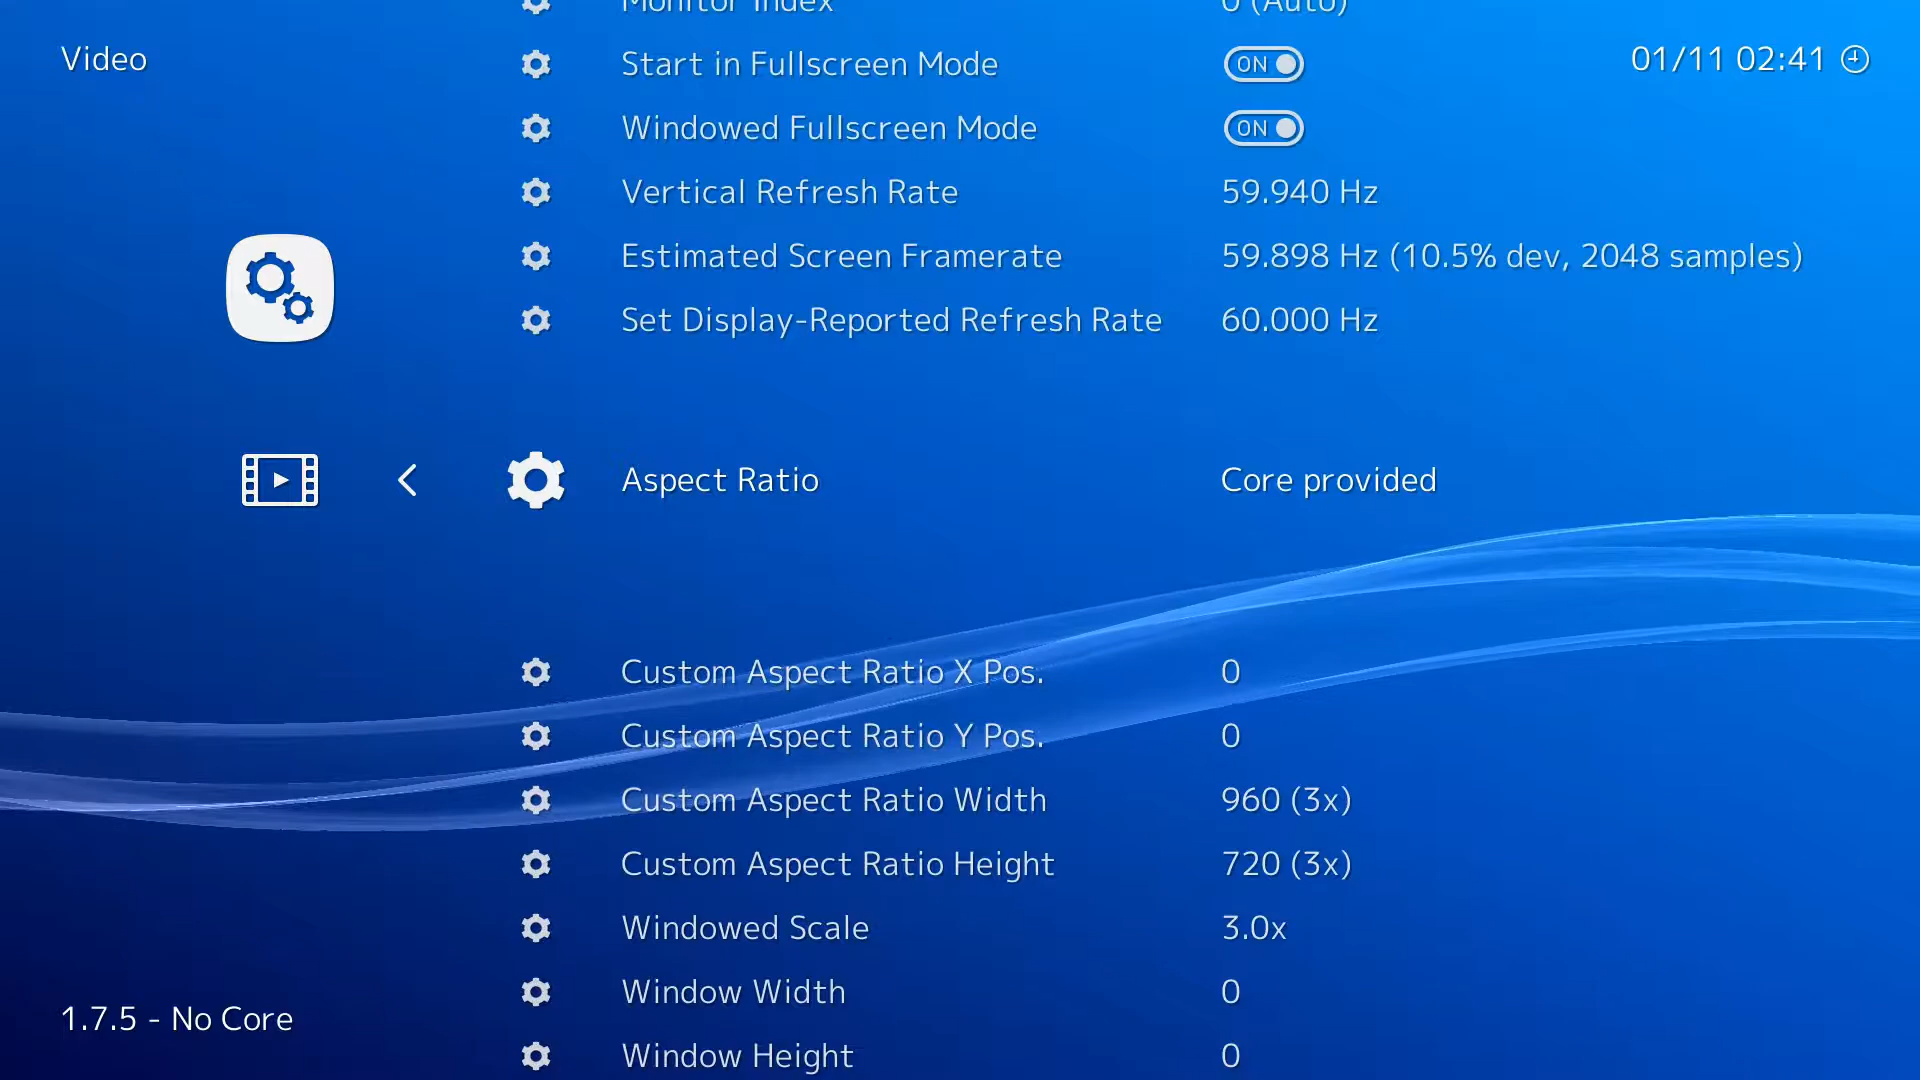 Monitor Index 0 (Auto)
Video
Start in Fullscreen Mode ON
01/11 02:41
Windowed Fullscreen Mode ON
Vertical Refresh Rate 59.940 Hz
Estimated Screen Framerate 59.898 Hz (10.5% dev, 2048 samples)
Set Display-Reported Refresh Rate 60.000 Hz
Aspect Ratio Core provided
Custom Aspect Ratio X Pos. 0
Custom Aspect Ratio Y Pos. 0
Custom Aspect Ratio Width 960 (3x)
Custom Aspect Ratio Height 720 (3x)
Windowed Scale 3.0x
Window Width 0
1.7.5 - No Core
Window Height 0